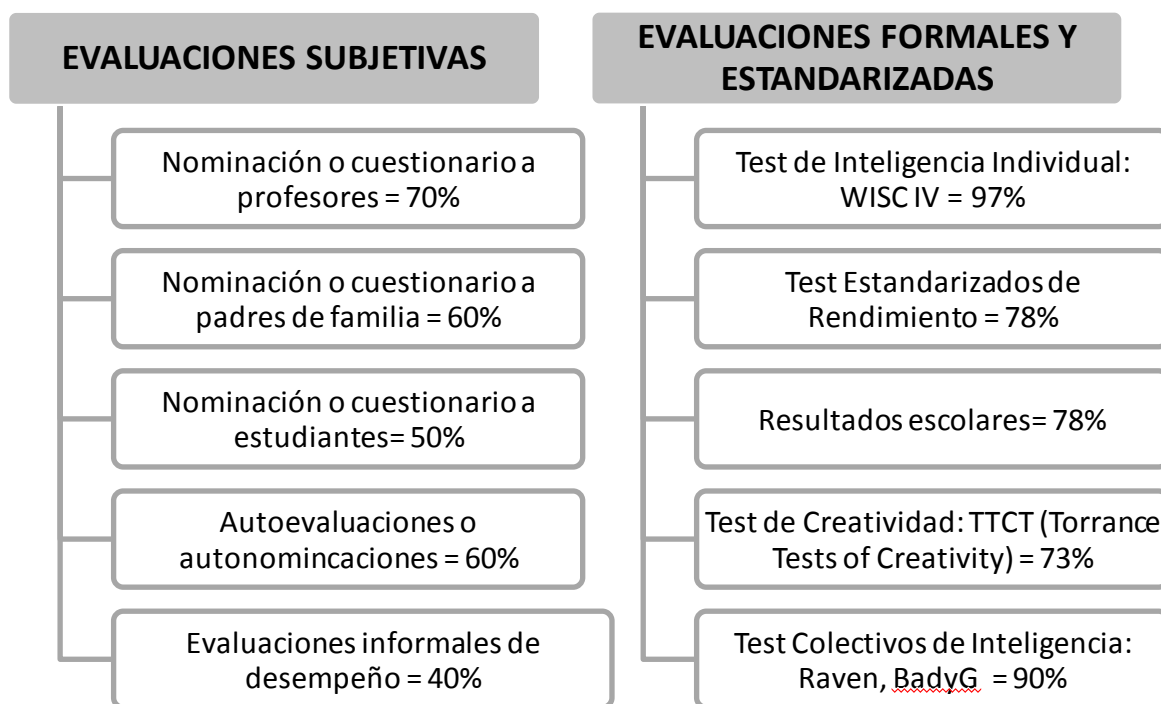 EVALUACIONES SUBJETIVAS
Nominación o cuestionario a
profesores = 70%
Nominación o cuestionario a
padres de familia = 60%
Nominación o cuestionario a
estudiantes= 50%
Autoevaluaciones o
autonomincaciones = 60%
Evaluaciones informales de
desempeño = 40%
EVALUACIONES FORMALES Y
ESTANDARIZADAS
Test de Inteligencia Individual:
WISC IV = 97%
Test Estandarizados de
Rendimiento = 78%
Resultados escolares= 78%
Test de Creatividad: TTCT (Torrance
Tests of Creativity) = 73%
Test Colectivos de Inteligencia:
Raven, BadyG = 90%